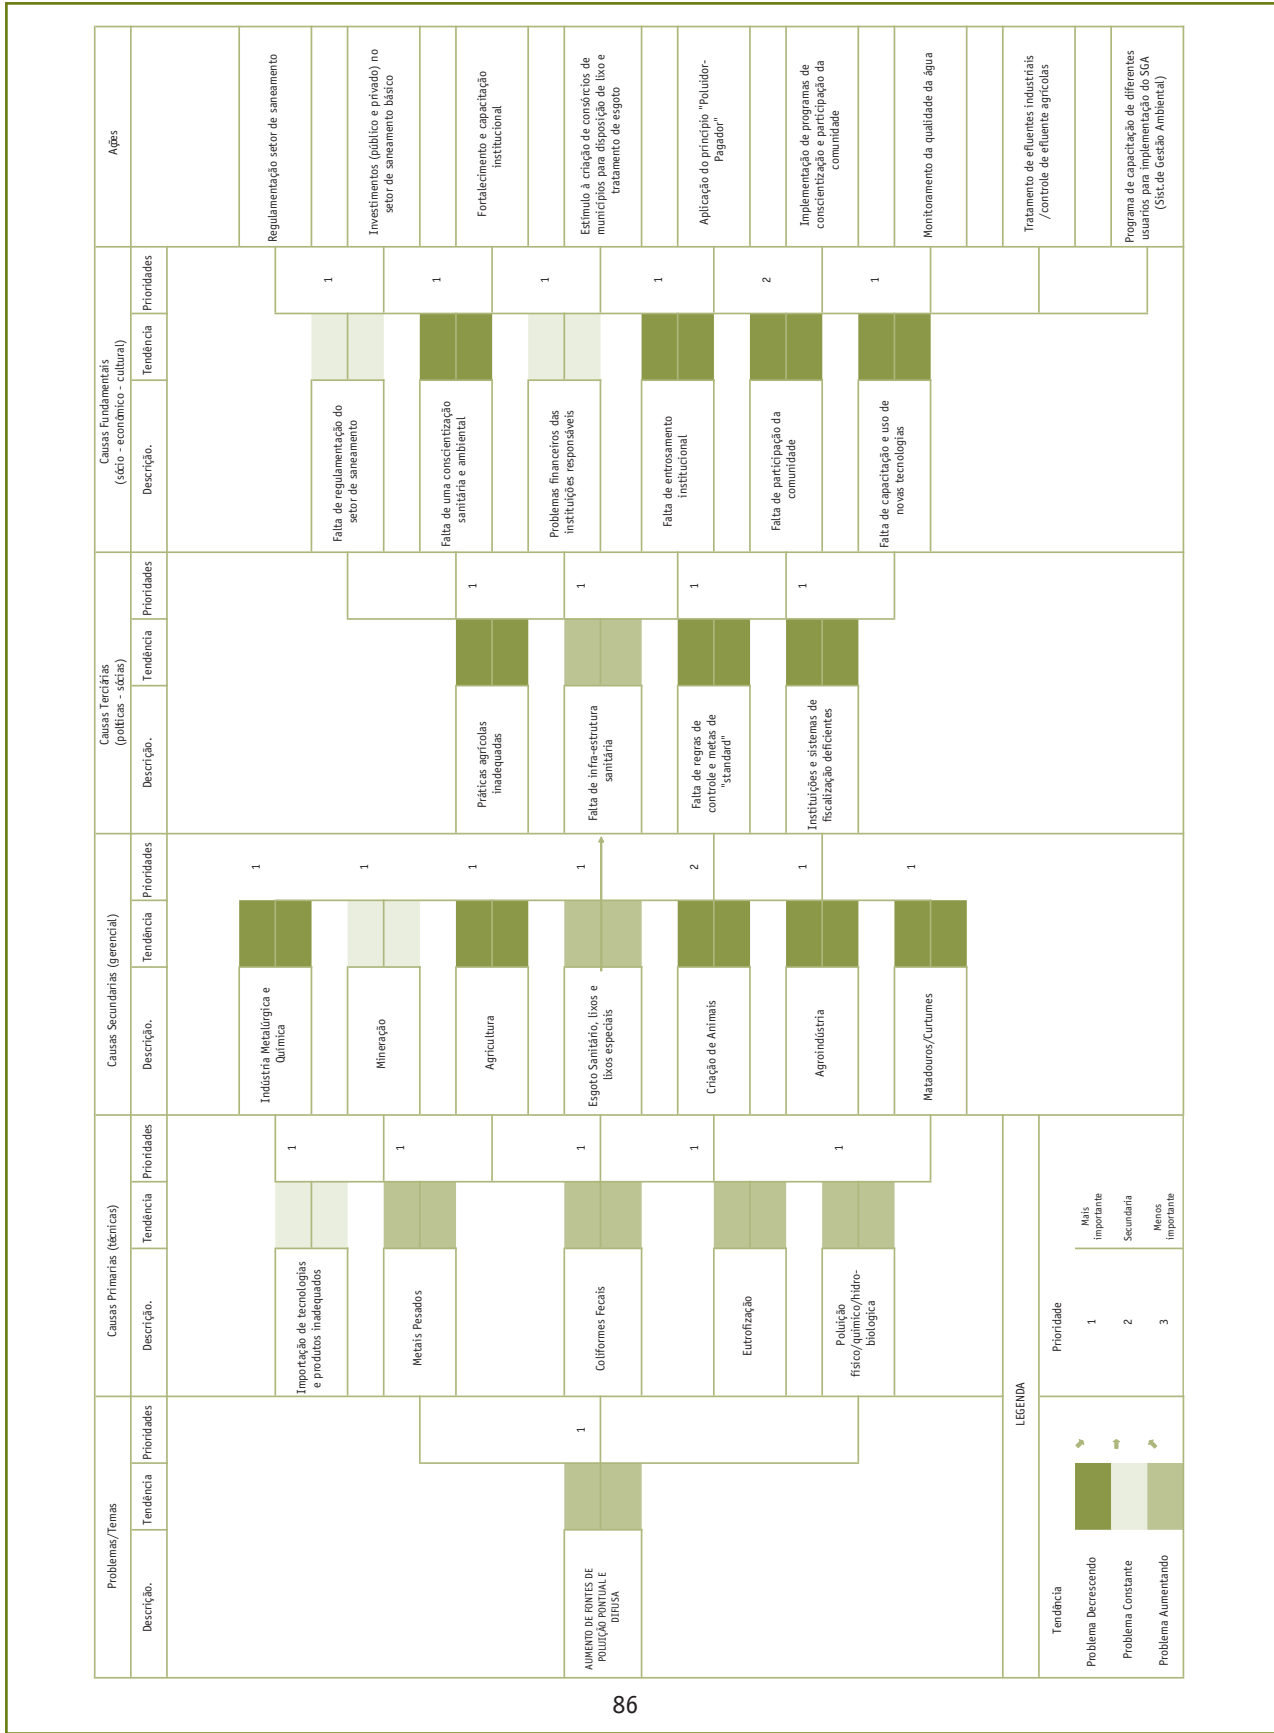 Problemas/Temas
Descrição.
Tendência
Prioridades
AUMENTO DE FONTES DE
POLUIÇÃO PONTUAL E
DIFUSA
1
Causas Primarias (técnicas)
Descrição.
Tendência
Prioridades
Importação de tecnologias
e produtos inadequados
1
Metais Pesados
1
Coliformes Fecais
1
Eutrofização
1
Poluição
físico/químico/hidro-
biologica
1
Causas Secundarias (gerencial)
Descrição.
Tendência
Prioridades
Indústria Metalúrgica e
Química
1
Mineração
1
Agricultura
1
Esgoto Sanitário, lixos e
lixos especiais
1
Criação de Animais
2
Agroindústria
1
Matadouros/Curtumes
1
Causas Terciárias
(políticas - sócias)
Descrição.
Tendência
Prioridades
Práticas agrícolas
inadequadas
1
Falta de infra-estrutura
sanitária
1
Falta de regras de
controle e metas de
"standard"
1
Instituições e sistemas de
fiscalização deficientes
1
Causas Fundamentais
(sócio - econômico - cultural)
Descrição.
Tendência
Prioridades
Falta de regulamentação do
setor de saneamento
1
Falta de uma conscientização
sanitária e ambiental
1
Problemas financeiros das
instituições responsáveis
1
Falta de entrosamento
institucional
1
Falta de participação da
comunidade
2
Falta de capacitação e uso de
novas tecnologias
1
Ações
Regulamentação setor de saneamento
Investimentos (público e privado) no
setor de saneamento básico
Fortalecimento e capacitação
institucional
Estímulo à criação de consórcios de
municípios para disposição de lixo e
tratamento de esgoto
Aplicação do princípio "Poluidor-
Pagador"
Implementação de programas de
conscientização e participação da
comunidade
Monitoramento da qualidade da água
Tratamento de efluentes industriais
/controle de efluente agrícolas
Programa de capacitação de diferentes
usuarios para implementação do SGA
(Sist.de Gestão Ambiental)
LEGENDA
Tendência
Problema Decrescendo
Problema Constante
Problema Aumentando
Prioridade
1
Mais
importante
2
Secundaria
3
Menos
importante
86